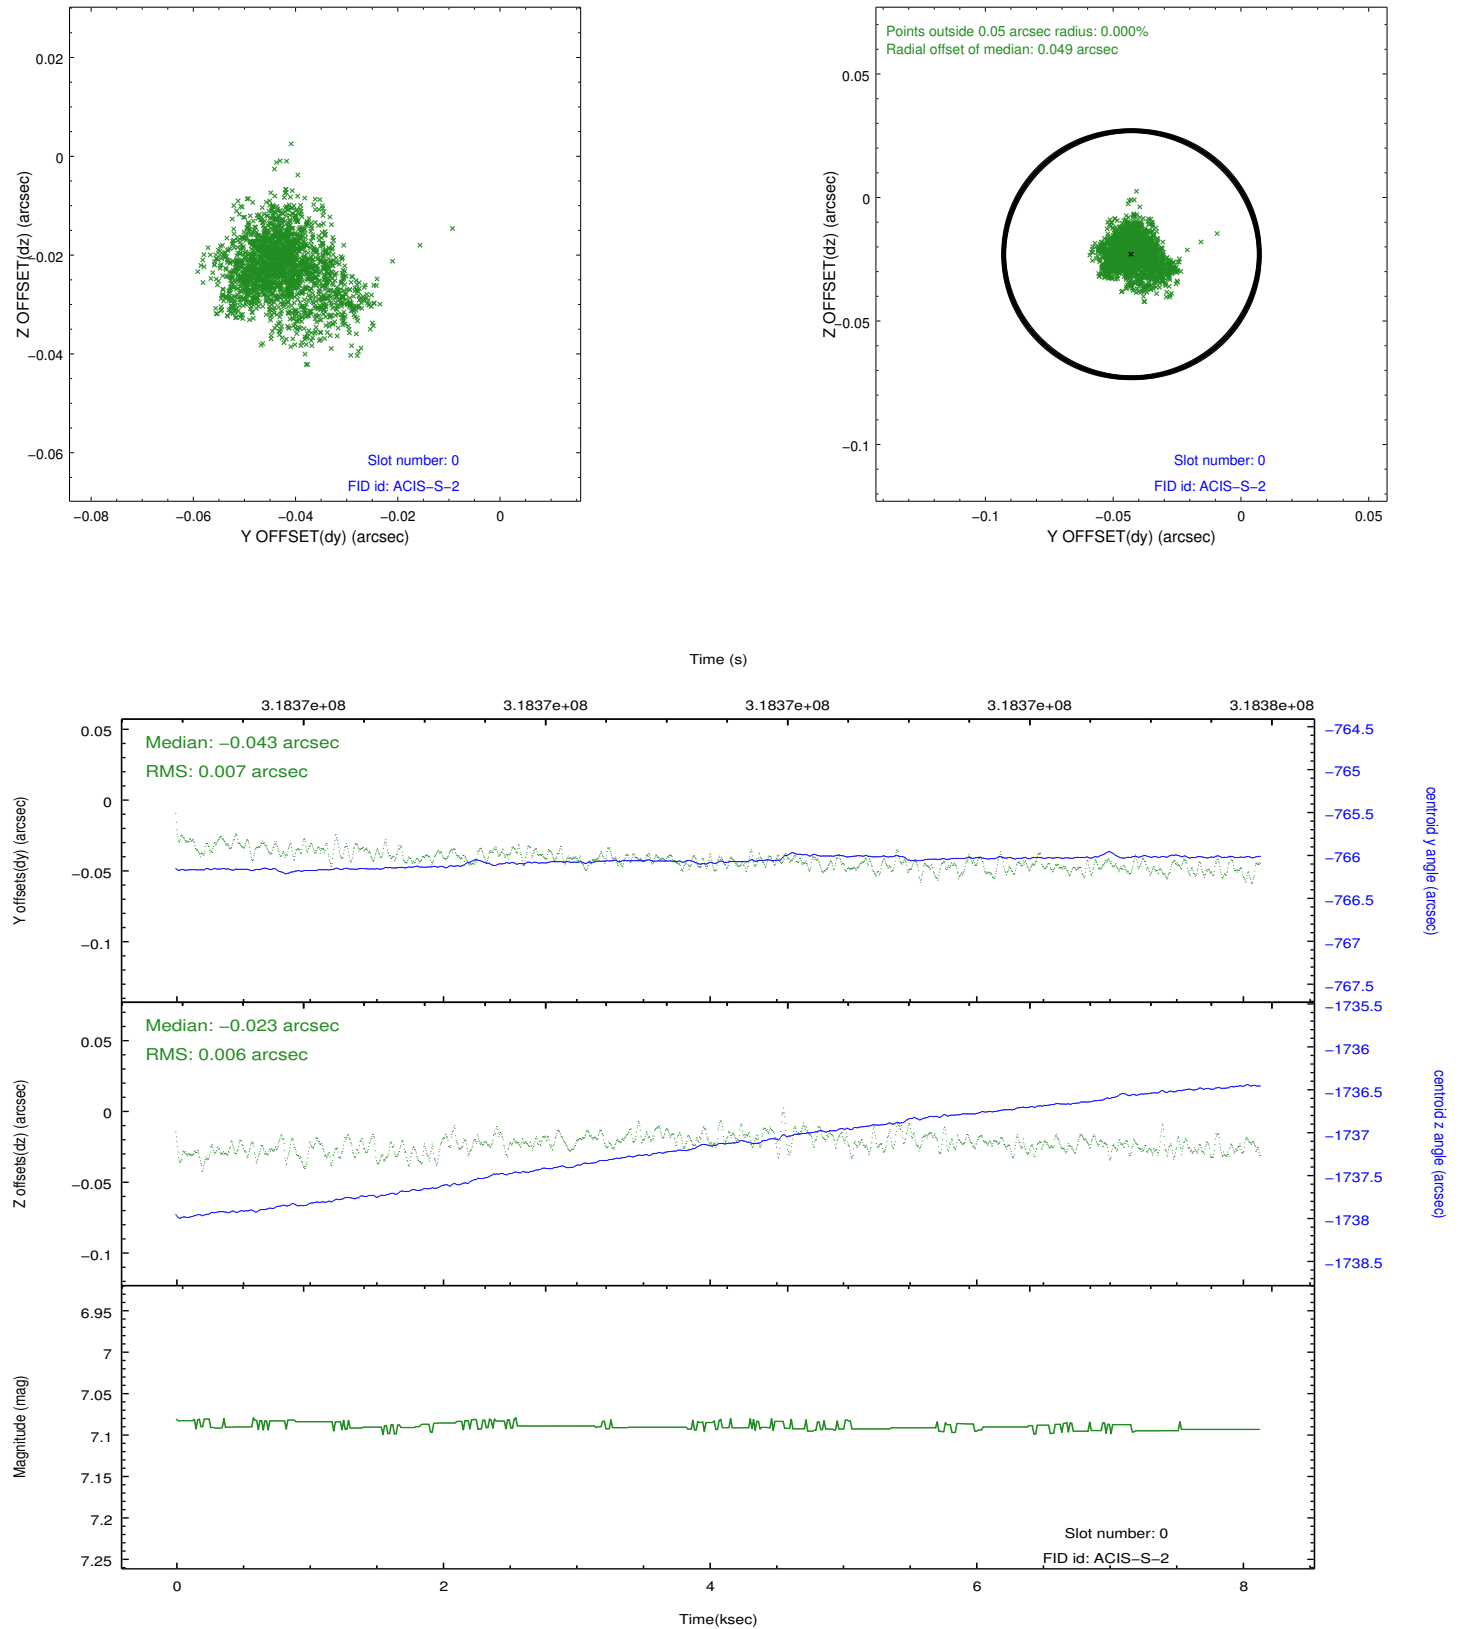 0.02
0
−0.02
−0.04
−0.06
Z OFFSET(dz) (arcsec)
Slot number: 0
FID id: ACIS−S−2
−0.08 −0.06 −0.04 −0.02 0
Y OFFSET(dy) (arcsec)
Points outside 0.05 arcsec radius: 0.000%
Radial offset of median: 0.049 arcsec
0.05
0
−0.05
−0.1
Z OFFSET(dz) (arcsec)
Slot number: 0
FID id: ACIS−S−2
−0.1 −0.05 0 0.05
Y OFFSET(dy) (arcsec)
Time (s)
3.1837e+08 3.1837e+08 3.1837e+08 3.1837e+08 3.1838e+08
Median: −0.043 arcsec
RMS: 0.007 arcsec
0.05
0
−0.05
−0.1
Y offsets(dy) (arcsec)
−764.5
−765
−765.5
−766
−766.5
−767
−767.5
centroid y angle (arcsec)
Median: −0.023 arcsec
RMS: 0.006 arcsec
0.05
0
−0.05
−0.1
Z offsets(dz) (arcsec)
−1735.5
−1736
−1736.5
−1737
−1737.5
−1738
−1738.5
centroid z angle (arcsec)
6.95
7
7.05
7.1
7.15
7.2
7.25
Magnitude (mag)
Slot number: 0
FID id: ACIS−S−2
0 2 4 6 8
Time(ksec)